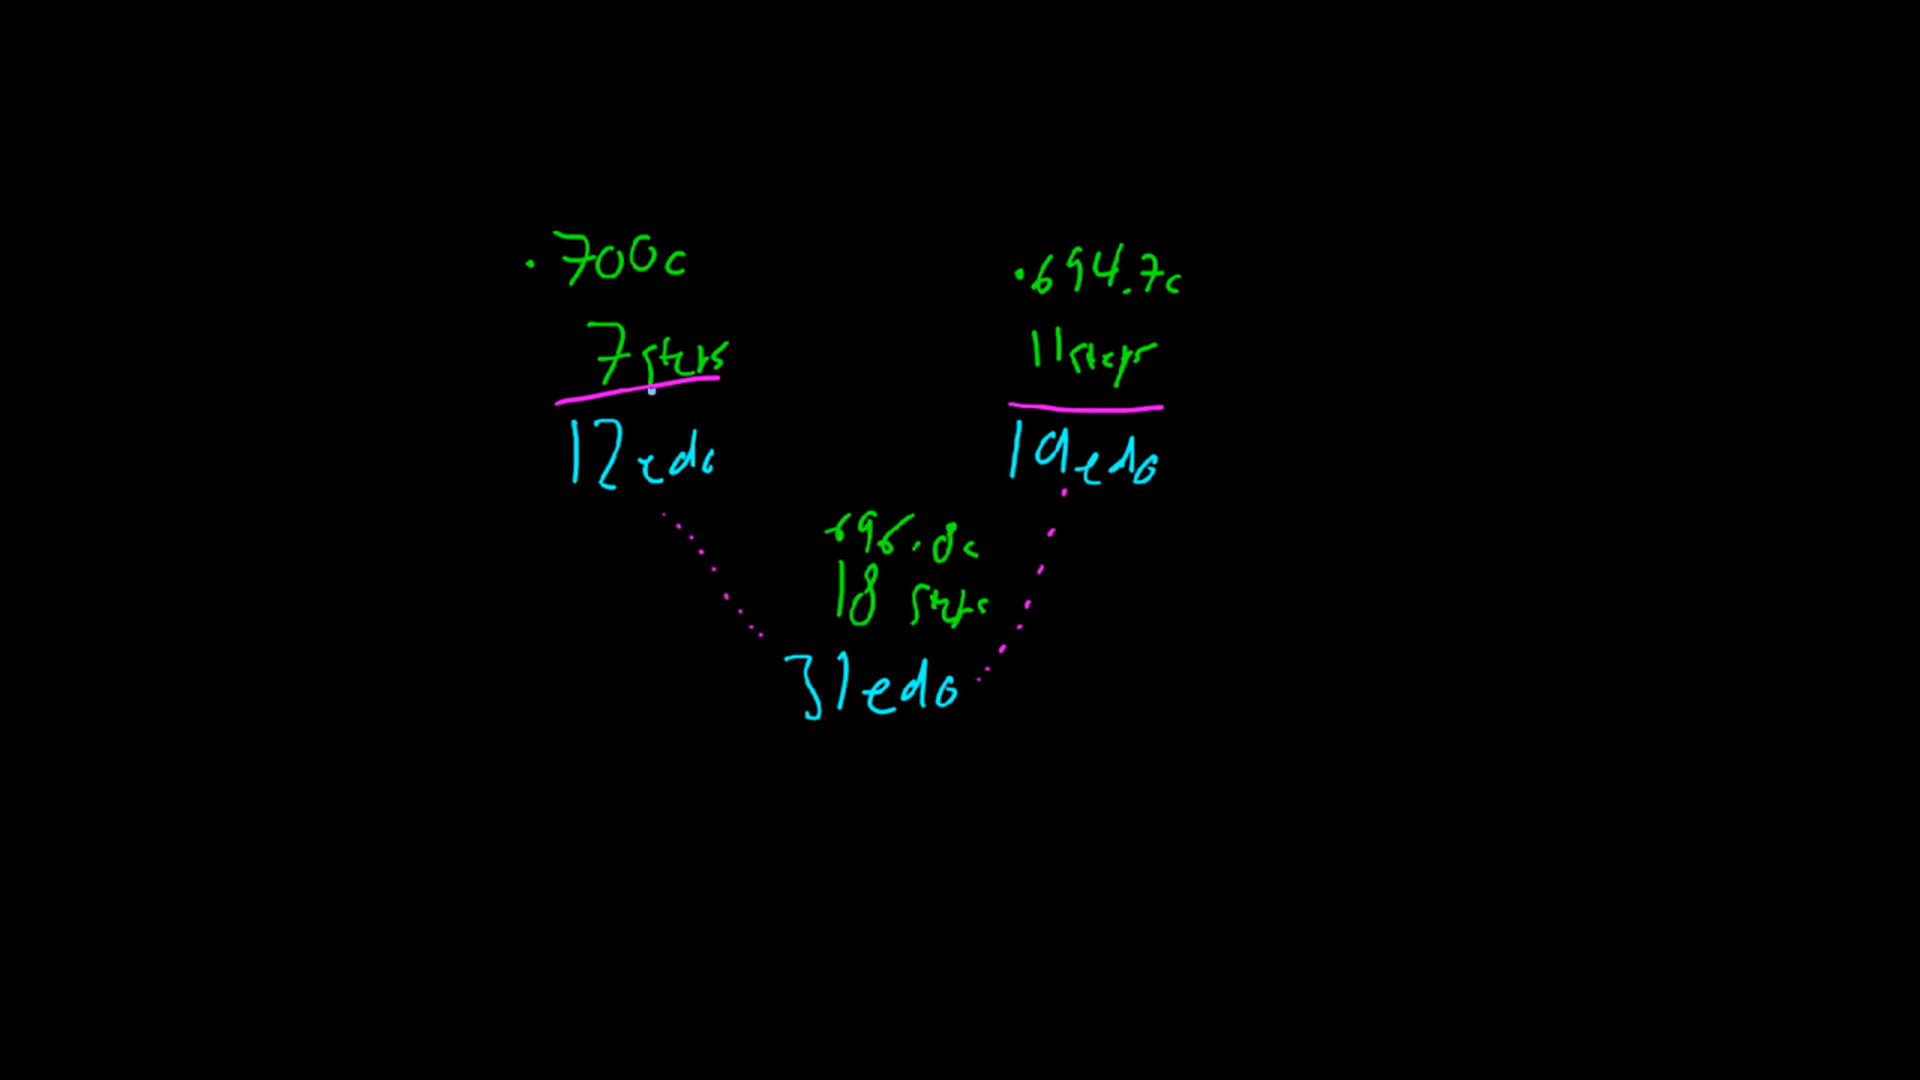 .700c
7 steps
12edo
.694.7c
11 steps
19edo
696.8c
18 steps
31edo